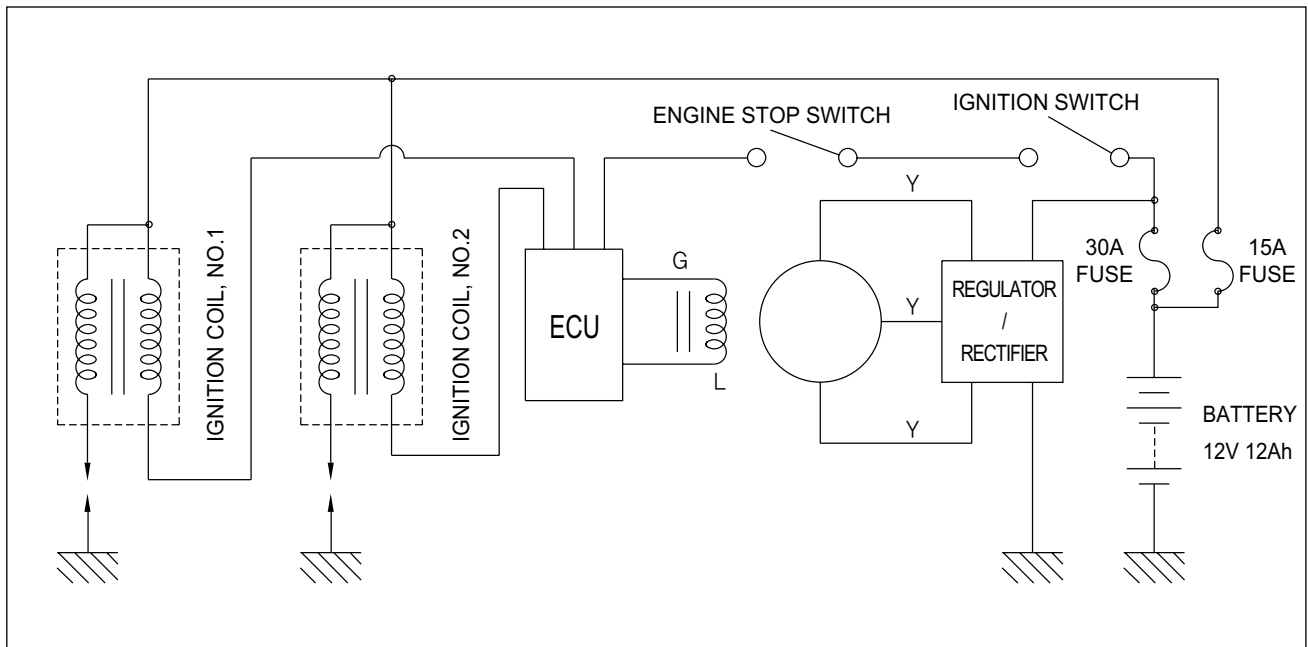 ENGINE STOP SWITCH
IGNITION SWITCH
IGNITION COIL, NO.1
IGNITION COIL, NO.2
ECU
G
L
Y
Y
Y
REGULATOR
/
RECTIFIER
30A
FUSE
15A
FUSE
BATTERY
12V 12Ah